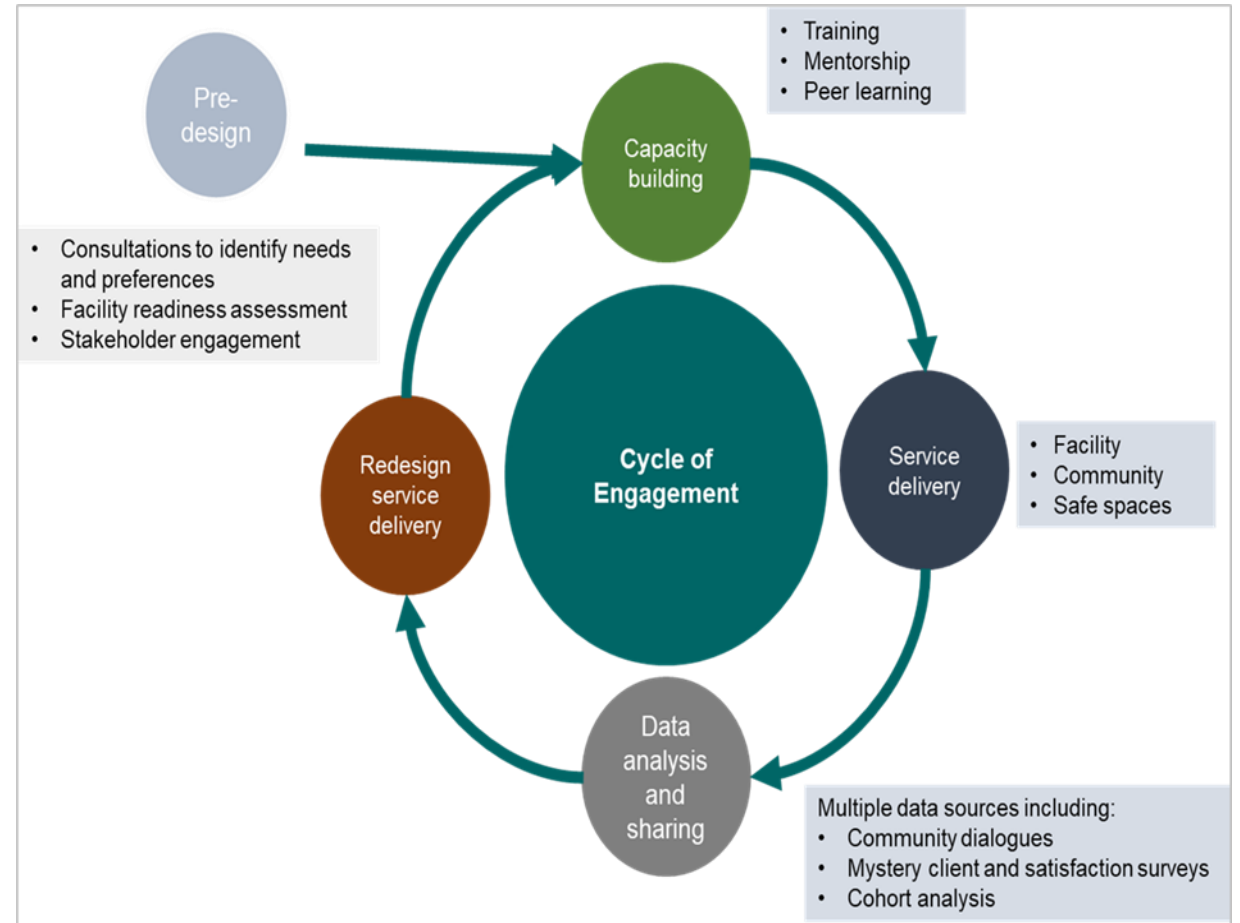 Pre-
design
• Consultations to identify needs
and preferences
• Facility readiness assessment
• Stakeholder engagement
Capacity
building
• Training
• Mentorship
• Peer learning
Service
delivery
• Facility
• Community
• Safe spaces
Data
analysis
and
sharing
Multiple data sources including:
• Community dialogues
• Mystery client and satisfaction surveys
• Cohort analysis
Redesign
service
delivery
Cycle of
Engagement